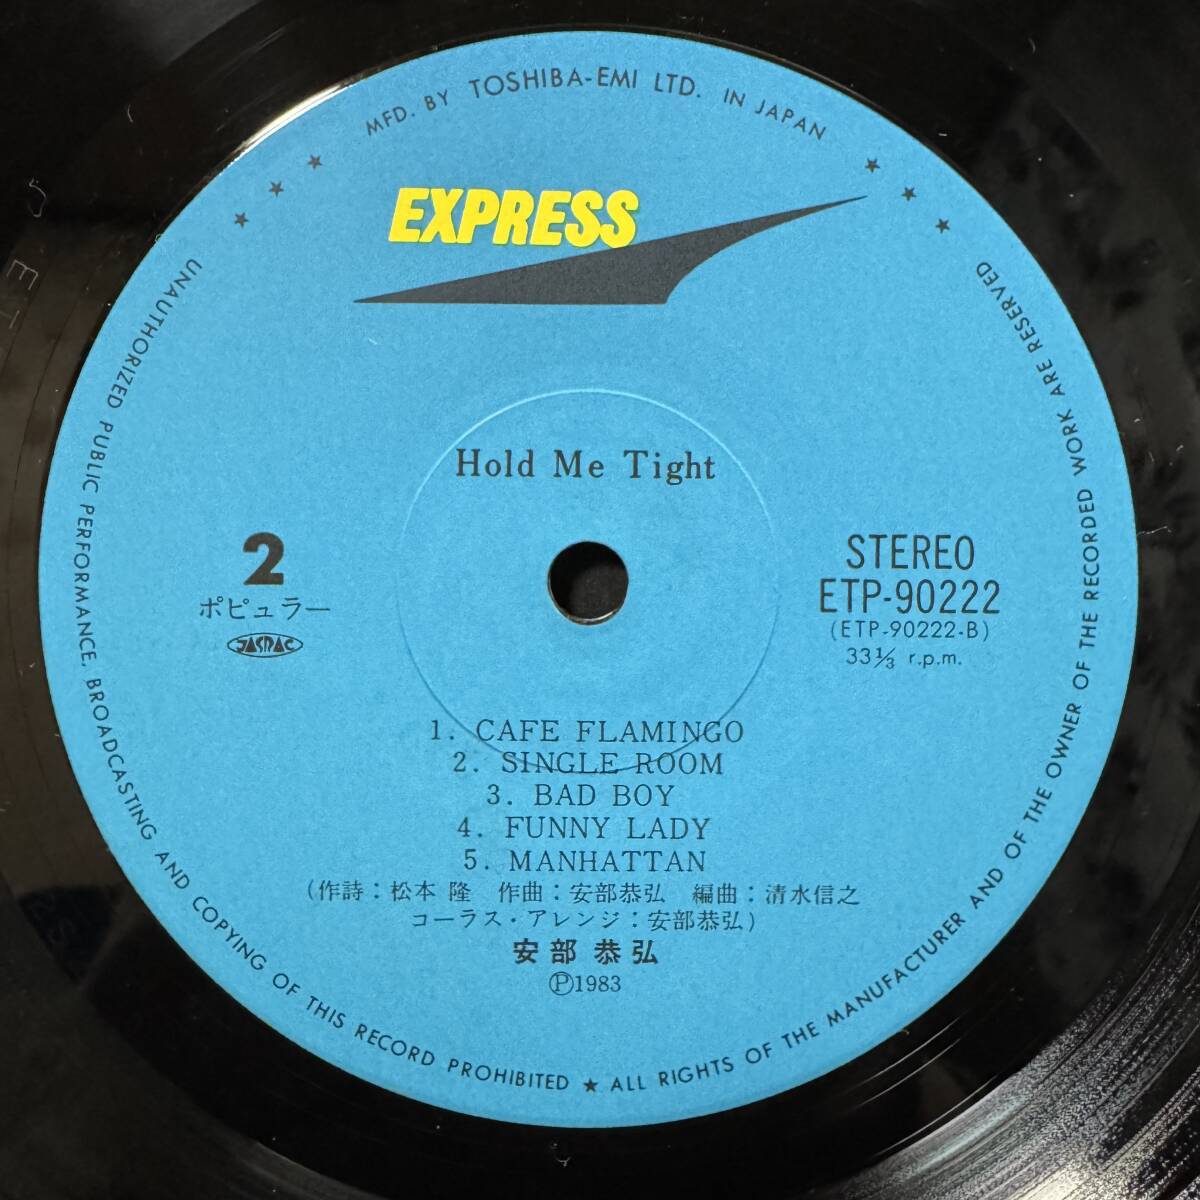 MFD. BY TOSHIBA-EMI LTD. IN JAPAN
EXPRESS
Hold Me Tight
2
ポピュラー
JASRAC
STEREO
ETP-90222
(ETP-90222-B)
33⅓ r.p.m.
1. CAFE FLAMINGO
2. SINGLE ROOM
3. BAD BOY
4. FUNNY LADY
5. MANHATTAN
(作詩：松本 隆 作曲：安部恭弘 編曲：清水信之
コーラス・アレンジ：安部恭弘)
安部 恭弘
Ⓟ1983
UNAUTHORIZED PUBLIC PERFORMANCE, BROADCASTING AND COPYING OF THIS RECORD PROHIBITED ★ ALL RIGHTS OF THE MANUFACTURER AND OF THE OWNER OF THE RECORDED WORK ARE RESERVED